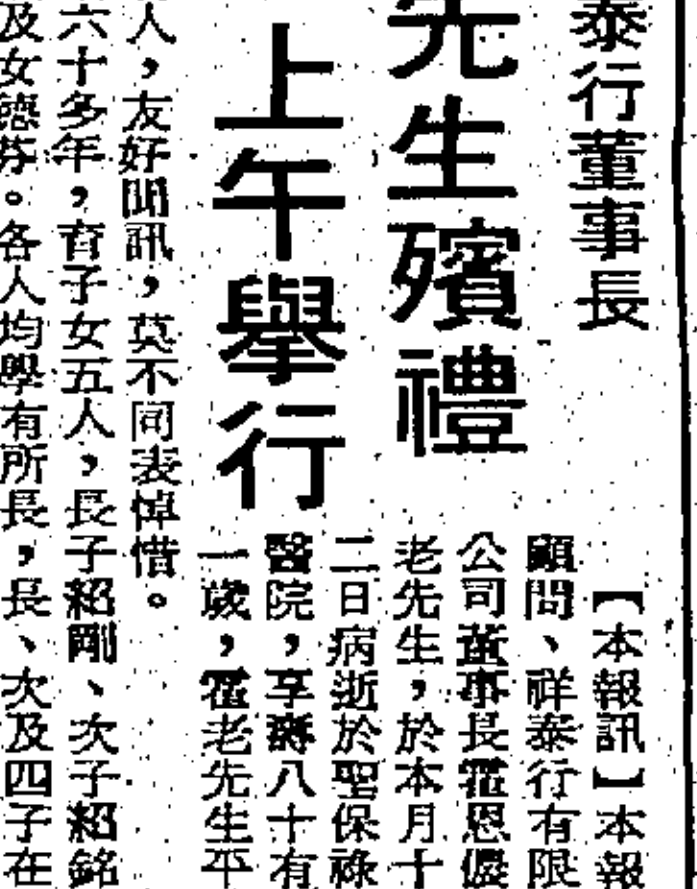 泰行董事長
先生殯禮
上午舉行
【本報訊】本報
顧問、祥泰行有限
公司董事長霍恩優
老先生，於本月十
二日病逝於聖保祿
醫院，享壽八十有
一歲，霍老先生平
人，友好聞訊，莫不同表悼惜。
六十多年，育子女五人，長子紹剛、次子紹銘
及女德芬。各人均學有所長，長、次及四子在